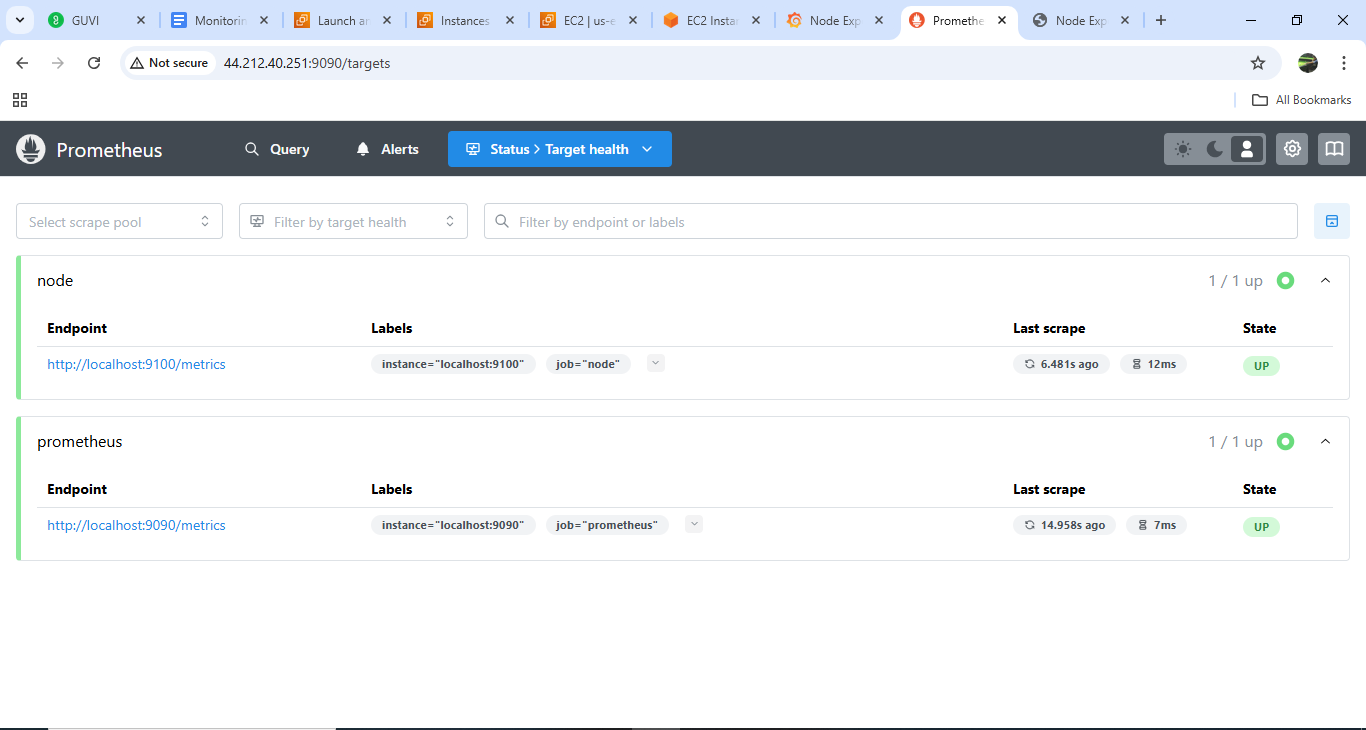 GUVI
Monitorin
Launch an
Instances
EC2 | us-e
EC2 Instan
Node Exp
Promethe
Node Exp
Not secure
44.212.40.251:9090/targets
All Bookmarks
Prometheus
Query
Alerts
Status > Target health
Select scrape pool
Filter by target health
Filter by endpoint or labels
node
1 / 1 up
Endpoint Labels Last scrape State
http://localhost:9100/metrics instance="localhost:9100" job="node" 6.481s ago 12ms UP
prometheus
1 / 1 up
Endpoint Labels Last scrape State
http://localhost:9090/metrics instance="localhost:9090" job="prometheus" 14.958s ago 7ms UP